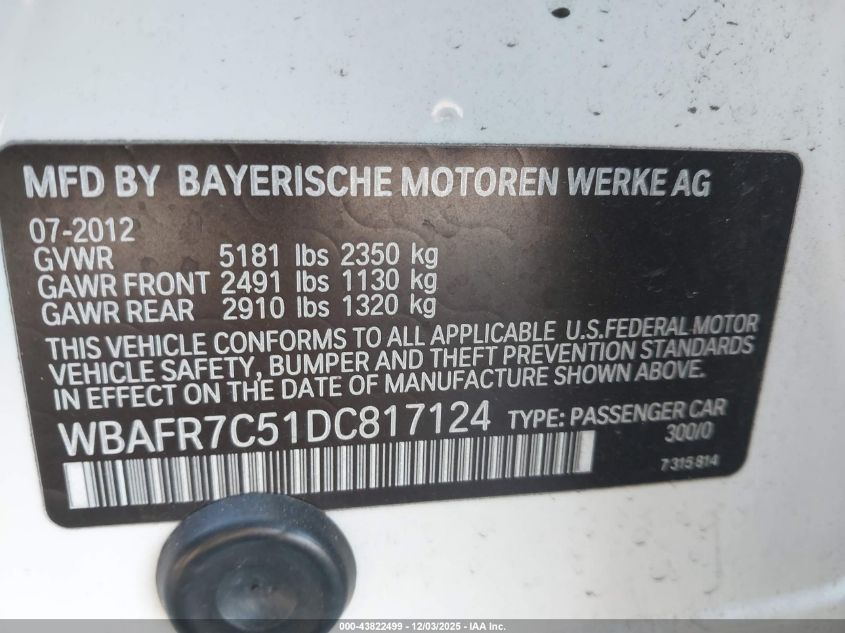 MFD BY BAYERISCHE MOTOREN WERKE AG
07-2012
GVWR 5181 lbs 2350 kg
GAWR FRONT 2491 lbs 1130 kg
GAWR REAR 2910 lbs 1320 kg
THIS VEHICLE CONFORMS TO ALL APPLICABLE U.S.FEDERAL MOTOR
VEHICLE SAFETY, BUMPER AND THEFT PREVENTION STANDARDS
IN EFFECT ON THE DATE OF MANUFACTURE SHOWN ABOVE.
WBAFR7C51DC817124 TYPE: PASSENGER CAR
300/0
7315814
000-43822499 - 12/03/2025 - IAA Inc.